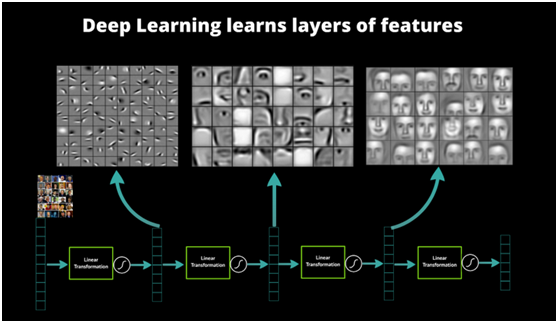 Deep Learning learns layers of features
Linear
Transformation
Linear
Transformation
Linear
Transformation
Linear
Transformation